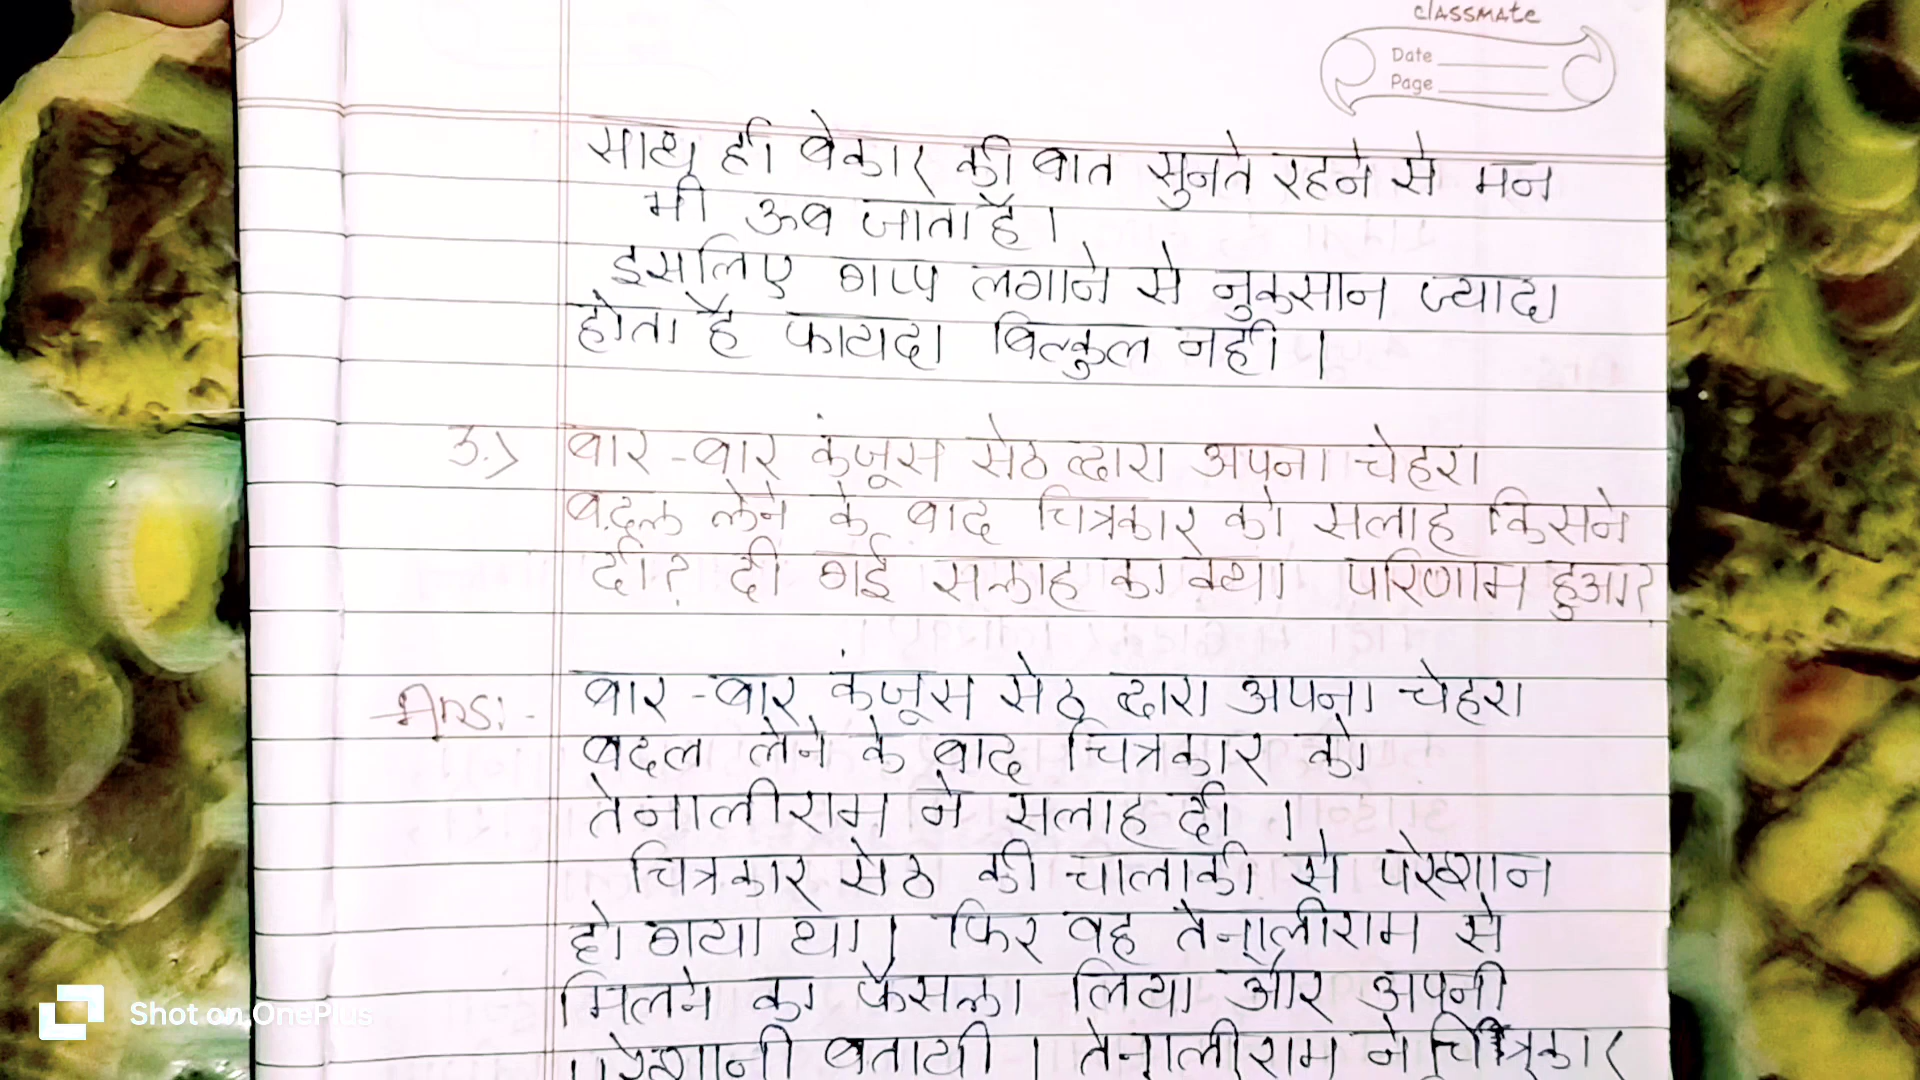 classmate
Date
Page
साथ ही बेकार की बात सुनते रहने से मन
भी ऊब जाता है।
इसलिए गप्प लगाने से नुकसान ज्यादा
होता है फायदा बिल्कुल नहीं।
3.) बार-बार कंजूस सेठ द्वारा अपना चेहरा
बदल लेने के बाद चित्रकार को सलाह किसने
दी? दी गई सलाह का क्या परिणाम हुआ?
Ans:- बार-बार कंजूस सेठ द्वारा अपना चेहरा
बदल लेने के बाद चित्रकार को
तेनालीराम ने सलाह दी ।
चित्रकार सेठ की चालाकी से परेशान
हो गया था। फिर वह तेनालीराम से
मिलने का फैसला लिया और अपनी
परेशानी बतायी । तेनालीराम ने चित्रकार
Shot on OnePlus